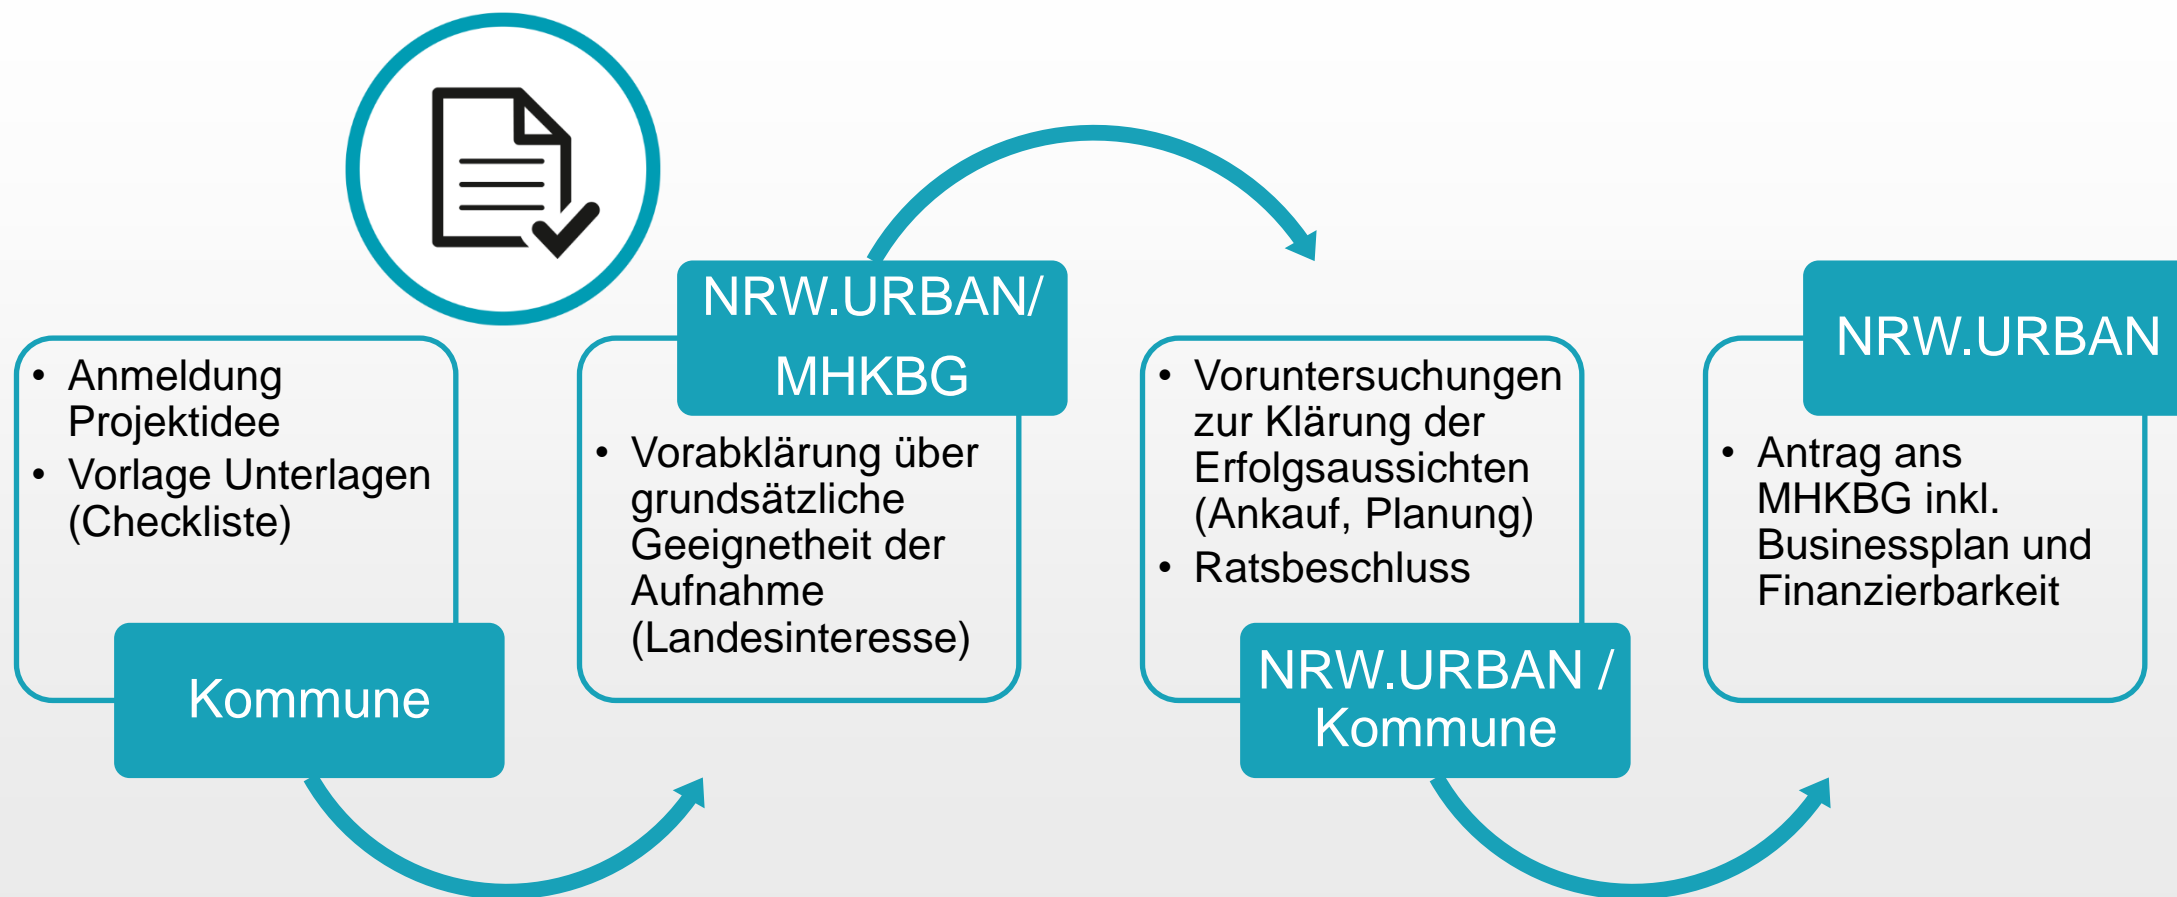 • Anmeldung
Projektidee
• Vorlage Unterlagen
(Checkliste)
Kommune
NRW.URBAN/
MHKBG
• Vorabklärung über
grundsätzliche
Geeignetheit der
Aufnahme
(Landesinteresse)
• Voruntersuchungen
zur Klärung der
Erfolgsaussichten
(Ankauf, Planung)
• Ratsbeschluss
NRW.URBAN /
Kommune
NRW.URBAN
• Antrag ans
MHKBG inkl.
Businessplan und
Finanzierbarkeit